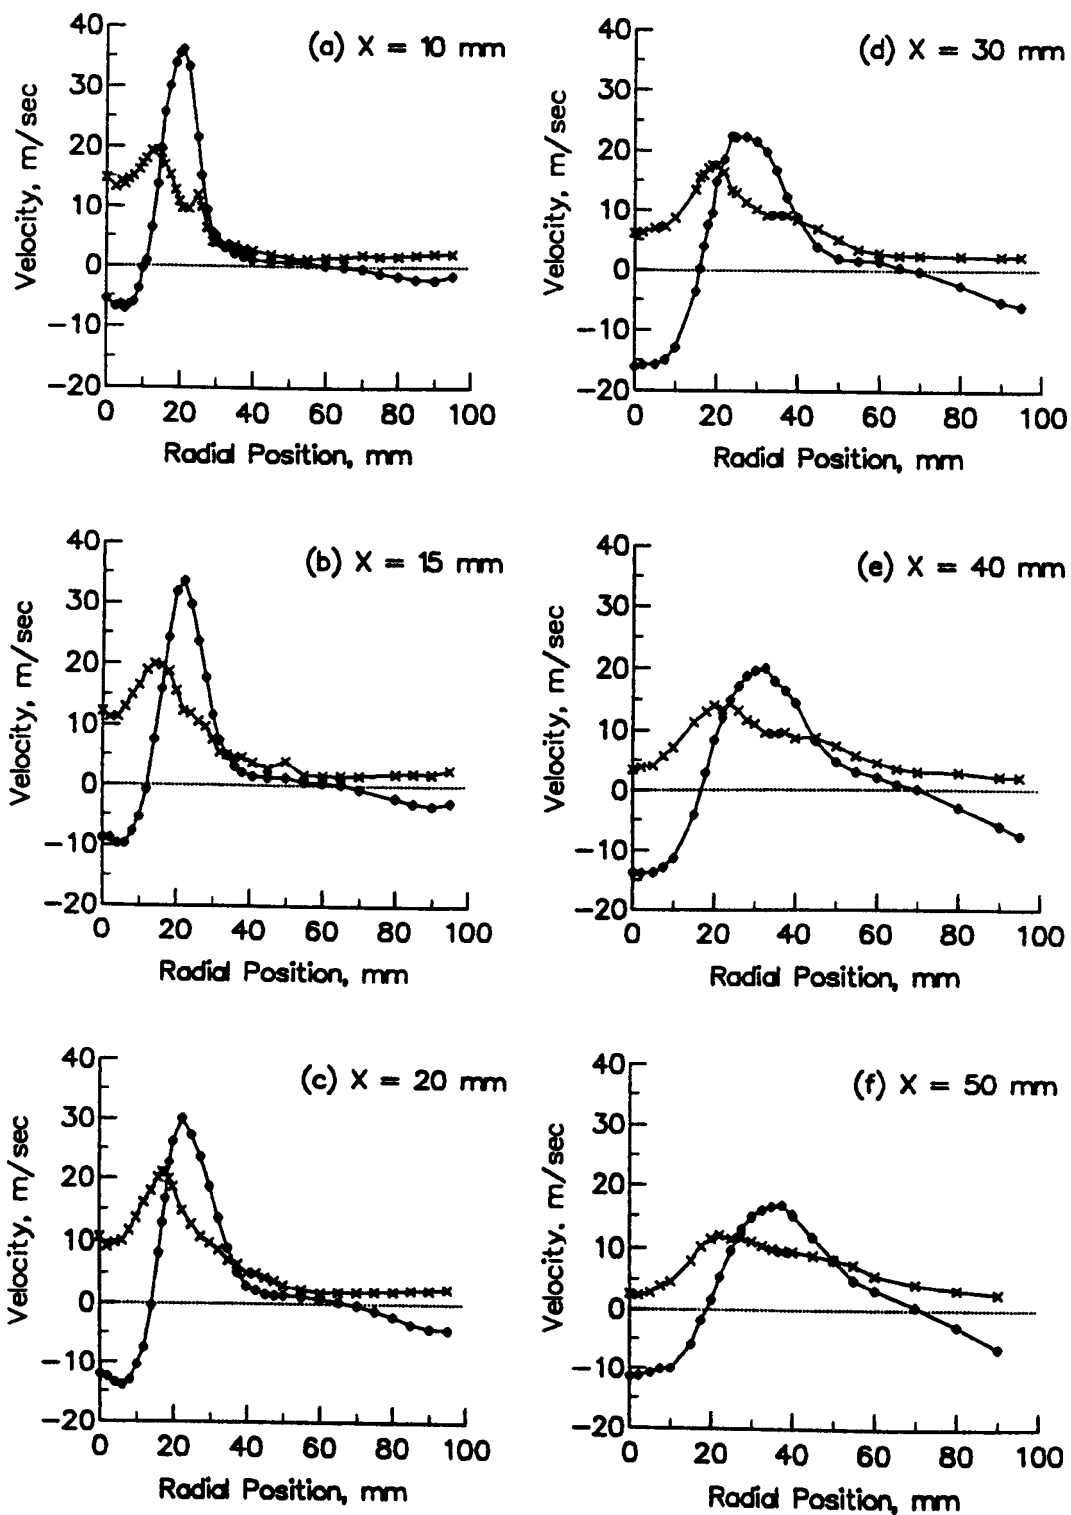 (a) X = 10 mm
40
30
20
10
0
−10
−20
Velocity, m/sec
0 20 40 60 80 100
Radial Position, mm
(d) X = 30 mm
40
30
20
10
0
−10
−20
Velocity, m/sec
0 20 40 60 80 100
Radial Position, mm
(b) X = 15 mm
40
30
20
10
0
−10
−20
Velocity, m/sec
0 20 40 60 80 100
Radial Position, mm
(e) X = 40 mm
40
30
20
10
0
−10
−20
Velocity, m/sec
0 20 40 60 80 100
Radial Position, mm
(c) X = 20 mm
40
30
20
10
0
−10
−20
Velocity, m/sec
0 20 40 60 80 100
Radial Position, mm
(f) X = 50 mm
40
30
20
10
0
−10
−20
Velocity. m/sec
0 20 40 60 80 100
Radial Position, mm